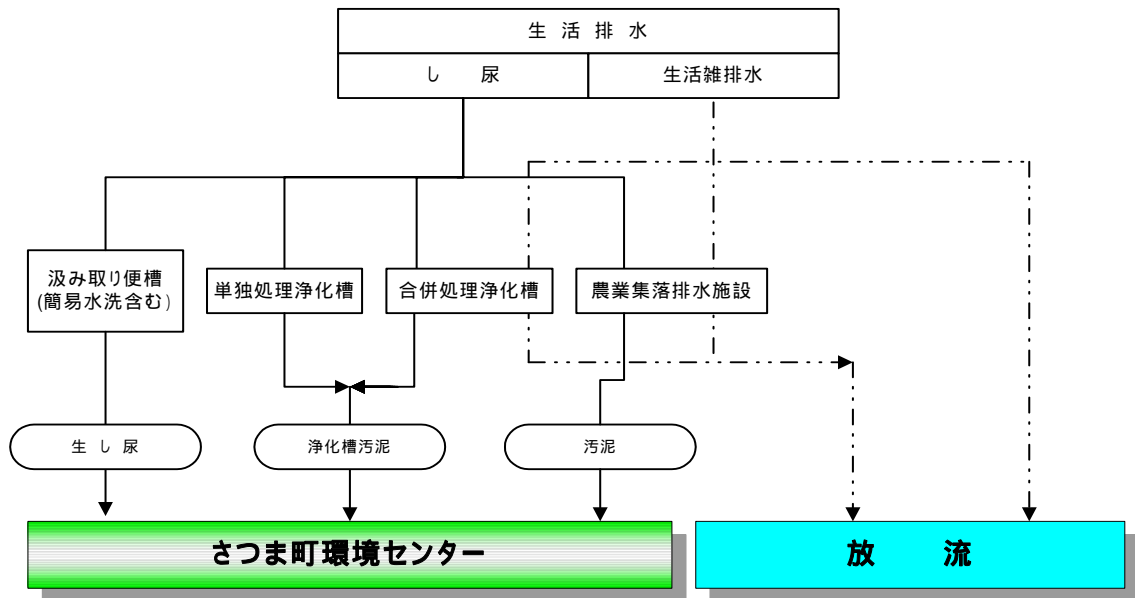 生 活 排 水
し 尿
生活雑排水
汲み取り便槽
(簡易水洗含む)
単独処理浄化槽
合併処理浄化槽
農業集落排水施設
生 し 尿
浄化槽汚泥
汚泥
さつま町環境センター
放 流